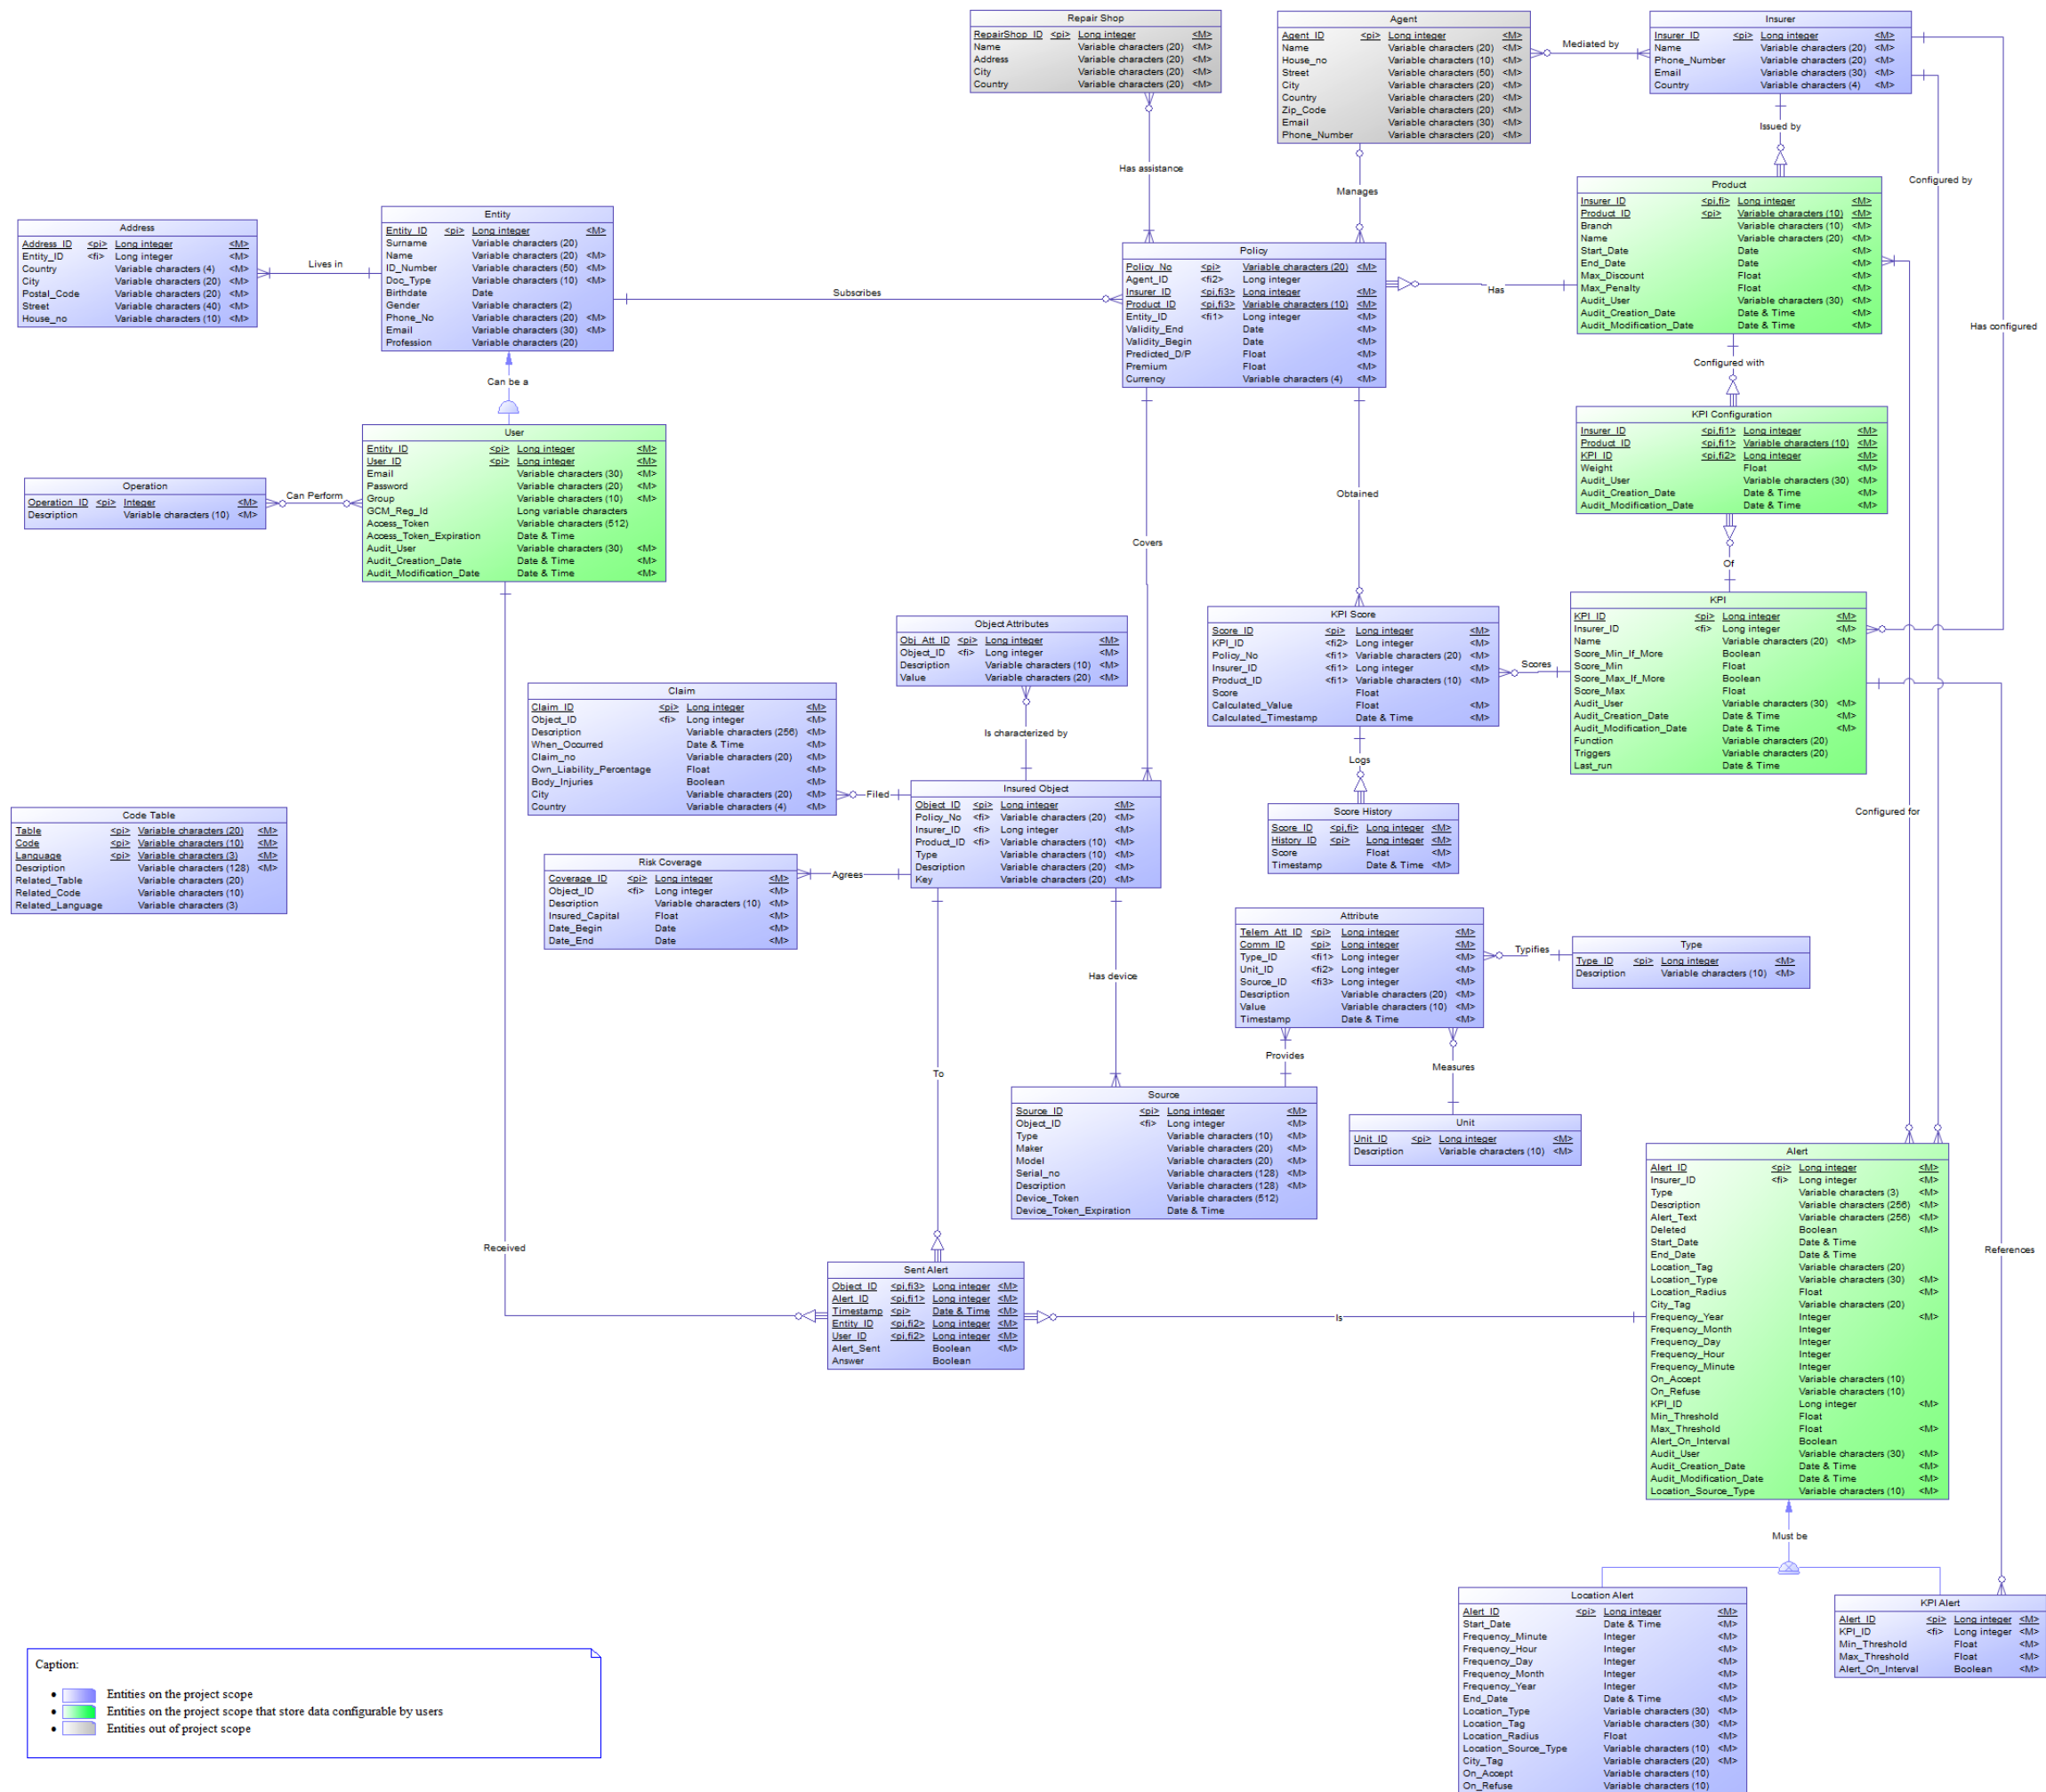 Repair Shop
RepairShop_ID <pi> Long integer <M>
Name Variable characters (20) <M>
Address Variable characters (20) <M>
City Variable characters (20) <M>
Country Variable characters (20) <M>
Agent
Agent_ID <pi> Long integer <M>
Name Variable characters (20) <M>
House_no Variable characters (10) <M>
Street Variable characters (50) <M>
City Variable characters (20) <M>
Country Variable characters (20) <M>
Zip_Code Variable characters (20) <M>
Email Variable characters (30) <M>
Phone_Number Variable characters (20) <M>
Mediated by
Insurer
Insurer_ID <pi> Long integer <M>
Name Variable characters (20) <M>
Phone_Number Variable characters (20) <M>
Email Variable characters (30) <M>
Country Variable characters (4) <M>
Issued by
Has assistance
Manages
Configured by
Has configured
Product
Insurer_ID <pi,fi> Long integer <M>
Product_ID <pi> Variable characters (10) <M>
Branch Variable characters (10) <M>
Name Variable characters (20) <M>
Start_Date Date <M>
End_Date Date <M>
Max_Discount Float <M>
Max_Penalty Float <M>
Audit_User Variable characters (30) <M>
Audit_Creation_Date Date & Time <M>
Audit_Modification_Date Date & Time <M>
Address
Address_ID <pi> Long integer <M>
Entity_ID <fi> Long integer <M>
Country Variable characters (4) <M>
City Variable characters (20) <M>
Postal_Code Variable characters (20) <M>
Street Variable characters (40) <M>
House_no Variable characters (10) <M>
Lives in
Entity
Entity_ID <pi> Long integer <M>
Surname Variable characters (20)
Name Variable characters (20) <M>
ID_Number Variable characters (50) <M>
Doc_Type Variable characters (10) <M>
Birthdate Date
Gender Variable characters (2)
Phone_No Variable characters (20) <M>
Email Variable characters (30) <M>
Profession Variable characters (20)
Subscribes
Policy
Policy_No <pi> Variable characters (20) <M>
Agent_ID <fi2> Long integer
Insurer_ID <pi,fi3> Long integer <M>
Product_ID <pi,fi3> Variable characters (10) <M>
Entity_ID <fi1> Long integer <M>
Validity_End Date <M>
Validity_Begin Date <M>
Predicted_D/P Float <M>
Premium Float <M>
Currency Variable characters (4) <M>
Has
Can be a
Configured with
User
Entity_ID <pi> Long integer <M>
User_ID <pi> Long integer <M>
Email Variable characters (30) <M>
Password Variable characters (20) <M>
Group Variable characters (10) <M>
GCM_Reg_Id Long variable characters
Access_Token Variable characters (512)
Access_Token_Expiration Date & Time
Audit_User Variable characters (30) <M>
Audit_Creation_Date Date & Time <M>
Audit_Modification_Date Date & Time <M>
Operation
Operation_ID <pi> Integer <M>
Description Variable characters (10) <M>
Can Perform
KPI Configuration
Insurer_ID <pi,fi1> Long integer <M>
Product_ID <pi,fi1> Variable characters (10) <M>
KPI_ID <pi,fi2> Long integer <M>
Weight Float <M>
Audit_User Variable characters (30) <M>
Audit_Creation_Date Date & Time <M>
Audit_Modification_Date Date & Time <M>
Obtained
Covers
Of
KPI
KPI_ID <pi> Long integer <M>
Insurer_ID <fi> Long integer <M>
Name Variable characters (20) <M>
Score_Min_If_More Boolean
Score_Min Float
Score_Max_If_More Boolean
Score_Max Float
Audit_User Variable characters (30) <M>
Audit_Creation_Date Date & Time <M>
Audit_Modification_Date Date & Time <M>
Function Variable characters (20)
Triggers Variable characters (20)
Last_run Date & Time
KPI Score
Score_ID <pi> Long integer <M>
KPI_ID <fi2> Long integer <M>
Policy_No <fi1> Variable characters (20) <M>
Insurer_ID <fi1> Long integer <M>
Product_ID <fi1> Variable characters (10) <M>
Score Float
Calculated_Value Float <M>
Calculated_Timestamp Date & Time <M>
Scores
Object Attributes
Obj_Att_ID <pi> Long integer <M>
Object_ID <fi> Long integer <M>
Description Variable characters (10) <M>
Value Variable characters (20) <M>
Claim
Claim_ID <pi> Long integer <M>
Object_ID <fi> Long integer <M>
Description Variable characters (256) <M>
When_Occurred Date & Time <M>
Claim_no Variable characters (20) <M>
Own_Liability_Percentage Float <M>
Body_Injuries Boolean <M>
City Variable characters (20) <M>
Country Variable characters (4) <M>
Is characterized by
Logs
Filed
Insured Object
Object_ID <pi> Long integer <M>
Policy_No <fi> Variable characters (20) <M>
Insurer_ID <fi> Long integer <M>
Product_ID <fi> Variable characters (10) <M>
Type Variable characters (10) <M>
Description Variable characters (20) <M>
Key Variable characters (20) <M>
Score History
Score_ID <pi,fi> Long integer <M>
History_ID <pi> Long integer <M>
Score Float <M>
Timestamp Date & Time <M>
Configured for
Code Table
Table <pi> Variable characters (20) <M>
Code <pi> Variable characters (10) <M>
Language <pi> Variable characters (3) <M>
Description Variable characters (128) <M>
Related_Table Variable characters (20)
Related_Code Variable characters (10)
Related_Language Variable characters (3)
Risk Coverage
Coverage_ID <pi> Long integer <M>
Object_ID <fi> Long integer <M>
Description Variable characters (10) <M>
Insured_Capital Float <M>
Date_Begin Date <M>
Date_End Date <M>
Agrees
Attribute
Telem_Att_ID <pi> Long integer <M>
Comm_ID <pi> Long integer <M>
Type_ID <fi1> Long integer <M>
Unit_ID <fi2> Long integer <M>
Source_ID <fi3> Long integer <M>
Description Variable characters (20) <M>
Value Variable characters (10) <M>
Timestamp Date & Time <M>
Typifies
Type
Type_ID <pi> Long integer <M>
Description Variable characters (10) <M>
Has device
Provides
Measures
To
Source
Source_ID <pi> Long integer <M>
Object_ID <fi> Long integer <M>
Type Variable characters (10) <M>
Maker Variable characters (20) <M>
Model Variable characters (20) <M>
Serial_no Variable characters (128) <M>
Description Variable characters (128) <M>
Device_Token Variable characters (512)
Device_Token_Expiration Date & Time
Unit
Unit_ID <pi> Long integer <M>
Description Variable characters (10) <M>
Alert
Alert_ID <pi> Long integer <M>
Insurer_ID <fi> Long integer <M>
Type Variable characters (3) <M>
Description Variable characters (256) <M>
Alert_Text Variable characters (256) <M>
Deleted Boolean <M>
Start_Date Date & Time
End_Date Date & Time
Location_Tag Variable characters (20)
Location_Type Variable characters (30) <M>
Location_Radius Float <M>
City_Tag Variable characters (20)
Frequency_Year Integer <M>
Frequency_Month Integer
Frequency_Day Integer
Frequency_Hour Integer
Frequency_Minute Integer
On_Accept Variable characters (10)
On_Refuse Variable characters (10)
KPI_ID Long integer <M>
Min_Threshold Float
Max_Threshold Float <M>
Alert_On_Interval Boolean
Audit_User Variable characters (30) <M>
Audit_Creation_Date Date & Time <M>
Audit_Modification_Date Date & Time <M>
Location_Source_Type Variable characters (10) <M>
References
Received
Sent Alert
Object_ID <pi,fi3> Long integer <M>
Alert_ID <pi,fi1> Long integer <M>
Timestamp <pi> Date & Time <M>
Entity_ID <pi,fi2> Long integer <M>
User_ID <pi,fi2> Long integer <M>
Alert_Sent Boolean <M>
Answer Boolean
Is
Must be
Location Alert
Alert_ID <pi> Long integer <M>
Start_Date Date & Time <M>
Frequency_Minute Integer <M>
Frequency_Hour Integer <M>
Frequency_Day Integer <M>
Frequency_Month Integer <M>
Frequency_Year Integer <M>
End_Date Date & Time <M>
Location_Type Variable characters (30) <M>
Location_Tag Variable characters (30) <M>
Location_Radius Float <M>
Location_Source_Type Variable characters (10) <M>
City_Tag Variable characters (20) <M>
On_Accept Variable characters (10)
On_Refuse Variable characters (10)
KPI Alert
Alert_ID <pi> Long integer <M>
KPI_ID <fi> Long integer <M>
Min_Threshold Float <M>
Max_Threshold Float <M>
Alert_On_Interval Boolean <M>
Caption:
Entities on the project scope
Entities on the project scope that store data configurable by users
Entities out of project scope